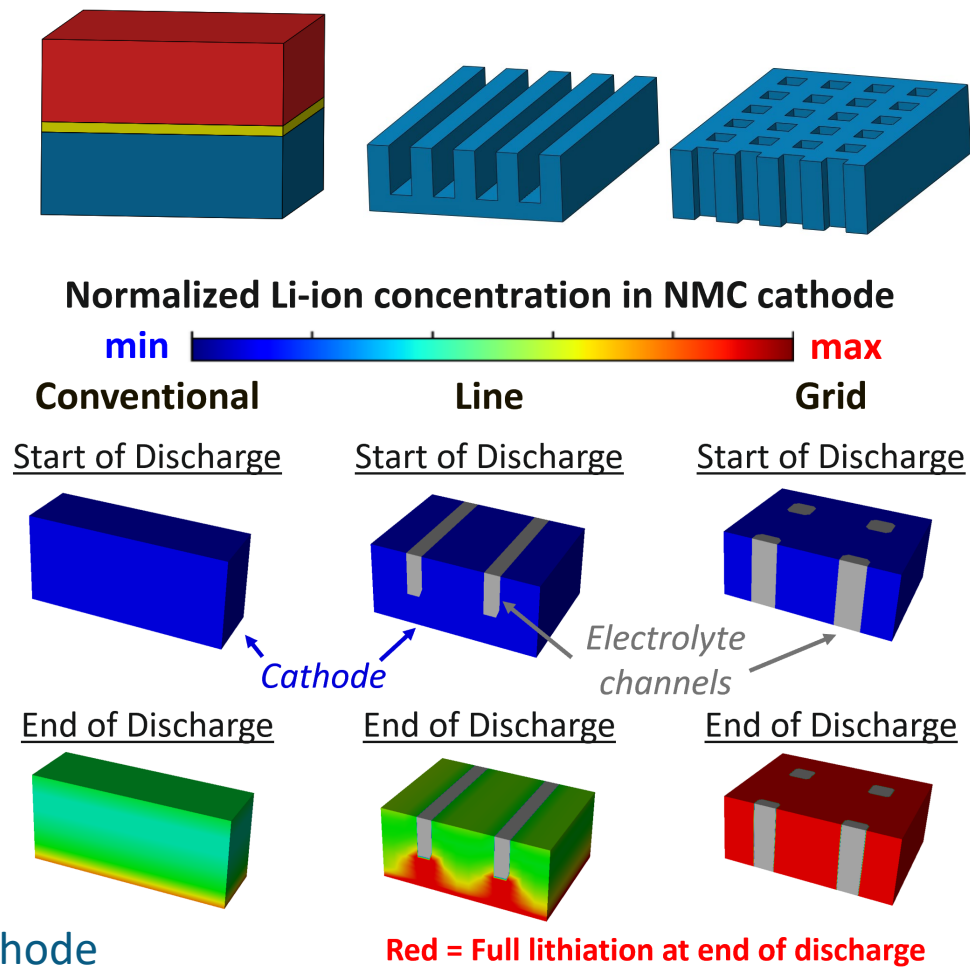 Normalized Li-ion concentration in NMC cathode
min max
Conventional Line Grid
Start of Discharge Start of Discharge Start of Discharge
Electrolyte
Cathode channels
End of Discharge End of Discharge End of Discharge
hode Red = Full lithiation at end of discharge